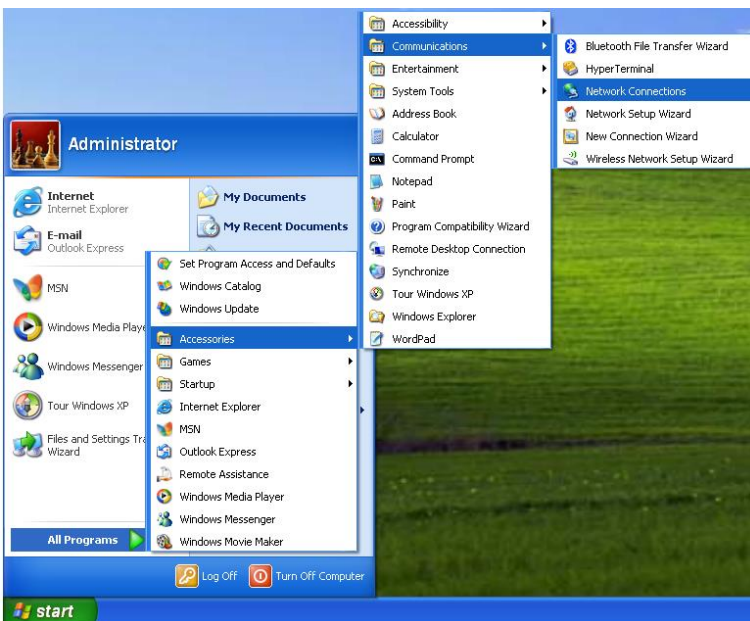 Administrator
Internet
Internet Explorer
E-mail
Outlook Express
MSN
Windows Media Playe
Windows Messenger
Tour Windows XP
Files and Settings Tra
Wizard
All Programs
My Documents
My Recent Documents
Set Program Access and Defaults
Windows Catalog
Windows Update
Accessories
Games
Startup
Internet Explorer
MSN
Outlook Express
Remote Assistance
Windows Media Player
Windows Messenger
Windows Movie Maker
Accessibility
Communications
Entertainment
System Tools
Address Book
Calculator
Command Prompt
Notepad
Paint
Program Compatibility Wizard
Remote Desktop Connection
Synchronize
Tour Windows XP
Windows Explorer
WordPad
Bluetooth File Transfer Wizard
HyperTerminal
Network Connections
Network Setup Wizard
New Connection Wizard
Wireless Network Setup Wizard
Log Off
Turn Off Computer
start